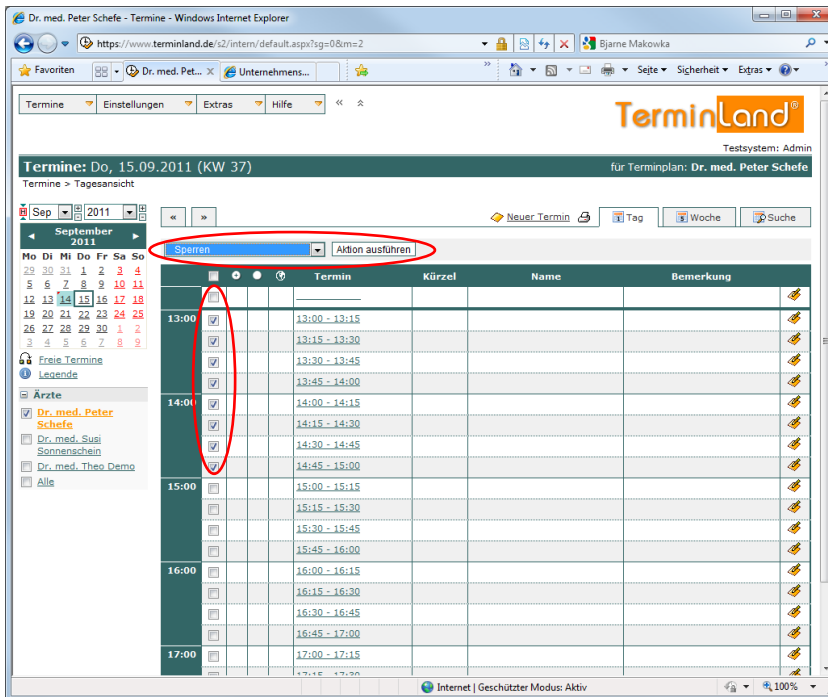 Dr. med. Peter Schefe - Termine - Windows Internet Explorer
https://www.terminland.de/s2/intern/default.aspx?sg=0&m=2
Bjarne Makowka
Favoriten
Dr. med. Pet...
Unternehmens...
Seite
Sicherheit
Extras
Termine
Einstellungen
Extras
Hilfe
«
Terminland®
Testsystem: Admin
Termine: Do, 15.09.2011 (KW 37)
für Terminplan: Dr. med. Peter Schefe
Termine > Tagesansicht
Sep
2011
«
»
Neuer Termin
Tag
Woche
Suche
September
2011
Mo Di Mi Do Fr Sa So
29 30 31 1 2 3 4
5 6 7 8 9 10 11
12 13 14 15 16 17 18
19 20 21 22 23 24 25
26 27 28 29 30 1 2
3 4 5 6 7 8 9
Freie Termine
Legende
Ärzte
Dr. med. Peter
Schefe
Dr. med. Susi
Sonnenschein
Dr. med. Theo Demo
Alle
Sperren
Aktion ausführen
Termin Kürzel Name Bemerkung
13:00 13:00 - 13:15
13:15 - 13:30
13:30 - 13:45
13:45 - 14:00
14:00 14:00 - 14:15
14:15 - 14:30
14:30 - 14:45
14:45 - 15:00
15:00 15:00 - 15:15
15:15 - 15:30
15:30 - 15:45
15:45 - 16:00
16:00 16:00 - 16:15
16:15 - 16:30
16:30 - 16:45
16:45 - 17:00
17:00 17:00 - 17:15
17:15 - 17:30
Internet | Geschützter Modus: Aktiv
100%